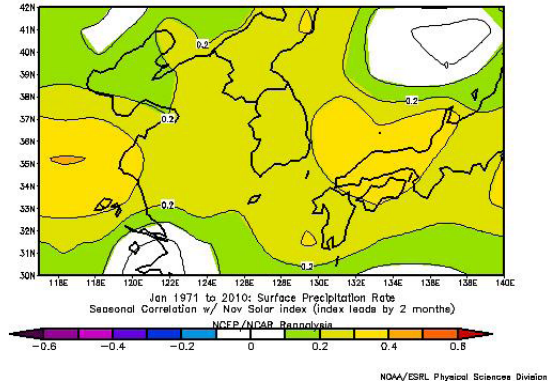 42N
41N
40N
39N
38N
37N
36N
35N
34N
33N
32N
31N
30N
0.2
0
0.2
0.2
0.2
0.2
118E 120E 122E 124E 126E 128E 130E 132E 134E 136E 138E 140E
Jan 1971 to 2010: Surface Precipitation Rate
Seasonal Correlation w/ Nov Solar index (index leads by 2 months)
NCEP/NCAR Reanalysis
-0.6 -0.4 -0.2 0 0.2 0.4 0.6
NOAA/ESRL Physical Sciences Division